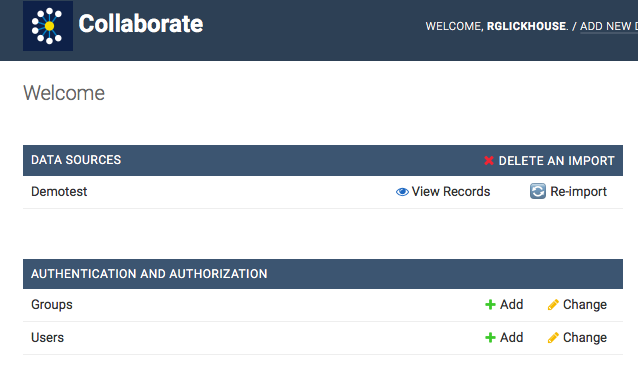 Collaborate
WELCOME, RGLICKHOUSE. / ADD NEW D
Welcome
DATA SOURCES DELETE AN IMPORT
Demotest View Records Re-import
AUTHENTICATION AND AUTHORIZATION
Groups Add Change
Users Add Change